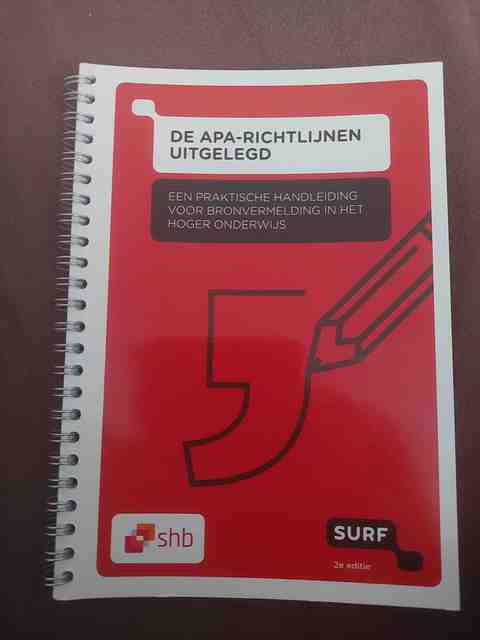 DE APA-RICHTLIJNEN
UITGELEGD
EEN PRAKTISCHE HANDLEIDING
VOOR BRONVERMELDING IN HET
HOGER ONDERWIJS
shb
SURF
2e editie